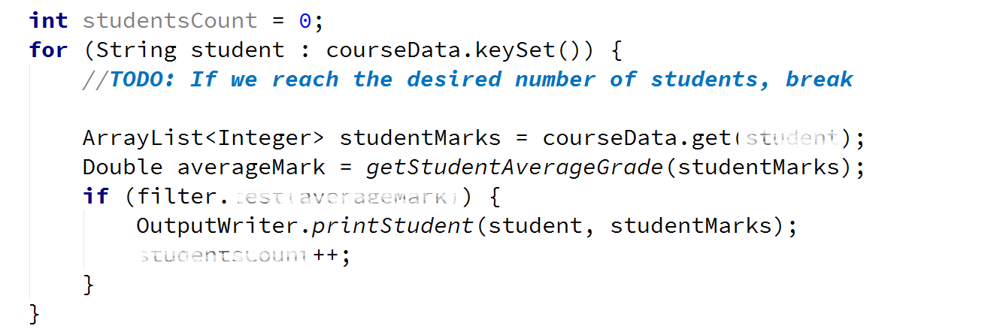 int studentsCount = 0;
for (String student : courseData.keySet()) {
//TODO: If we reach the desired number of students, break
ArrayList<Integer> studentMarks = courseData.get(student);
Double averageMark = getStudentAverageGrade(studentMarks);
if (filter.test(averageMark)) {
OutputWriter.printStudent(student, studentMarks);
studentsCount++;
}
}